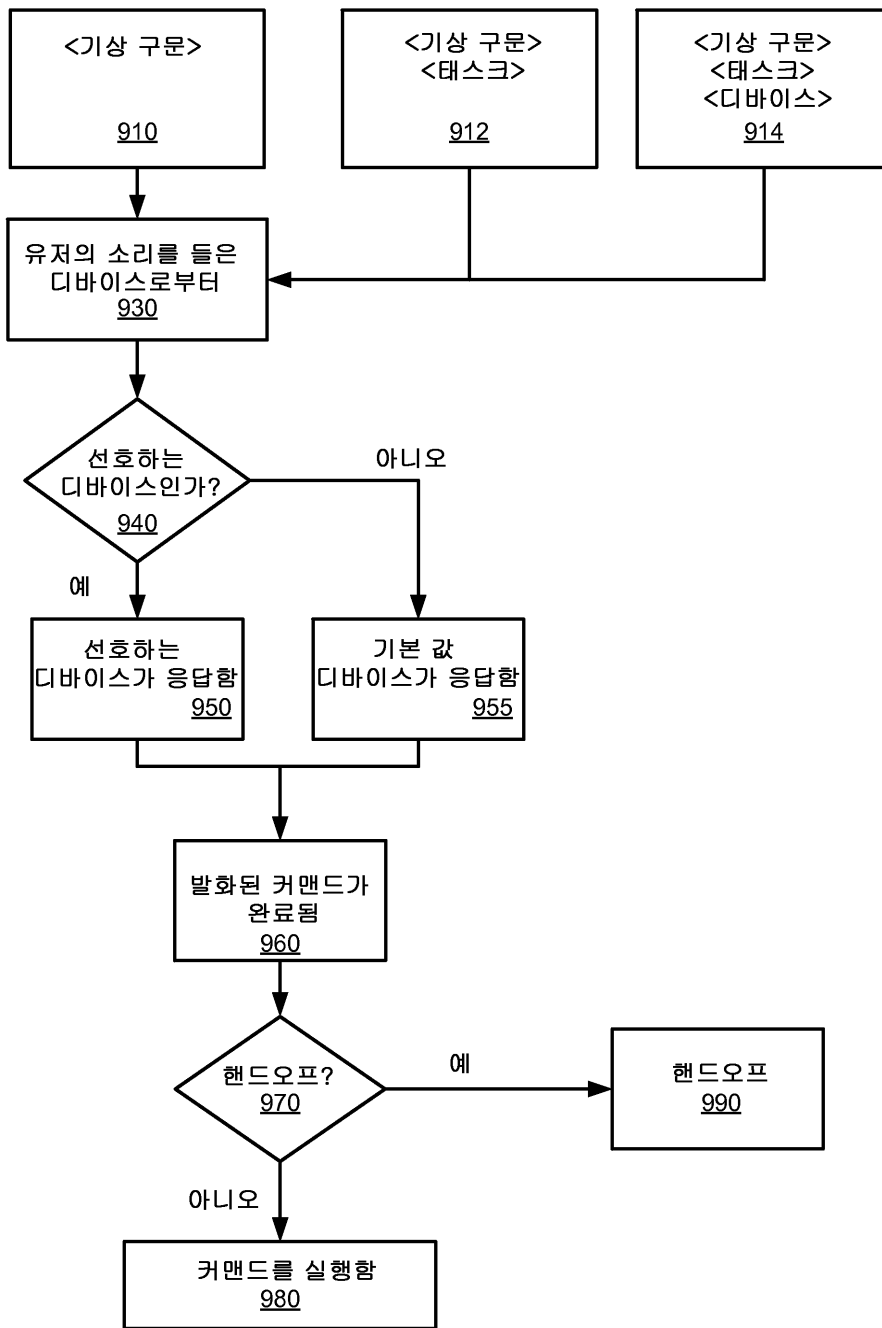 <기상 구문>
910
<기상 구문>
<태스크>
912
<기상 구문>
<태스크>
<디바이스>
914
유저의 소리를 들은
디바이스로부터
930
선호하는
디바이스인가?
940
아니오
예
선호하는
디바이스가 응답함
950
기본 값
디바이스가 응답함
955
발화된 커맨드가
완료됨
960
핸드오프?
970
예
핸드오프
990
아니오
커맨드를 실행함
980